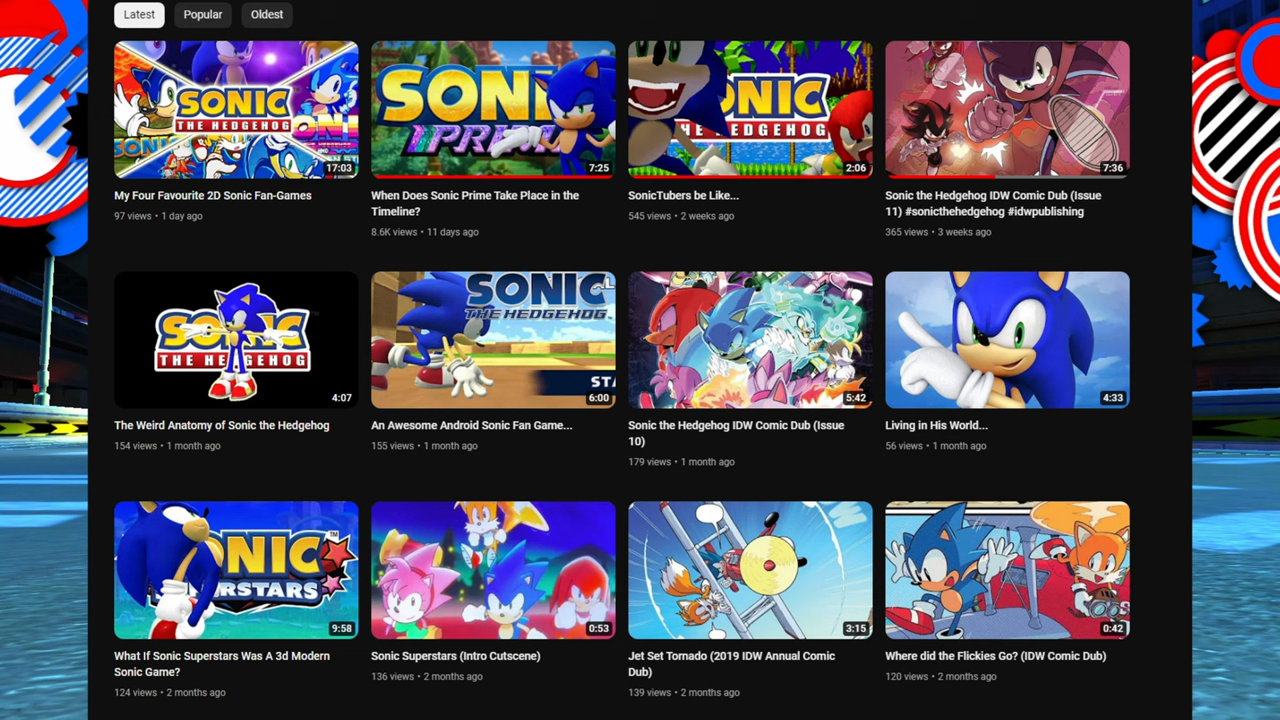 Latest
Popular
Oldest
SONIC
THE HEDGEHOG
SONIC
17:03
SONI
PRIM
7:25
ONIC
HE HEDGEHOG
2:06
7:36
My Four Favourite 2D Sonic Fan-Games
97 views • 1 day ago
When Does Sonic Prime Take Place in the
Timeline?
8.6K views • 11 days ago
SonicTubers be Like...
545 views • 2 weeks ago
Sonic the Hedgehog IDW Comic Dub (Issue
11) #sonicthehedgehog #idwpublishing
365 views • 3 weeks ago
THE HE GEHOG
4:07
SONIC
THE HEDGEHOG
STA
6:00
5:42
4:33
The Weird Anatomy of Sonic the Hedgehog
154 views • 1 month ago
An Awesome Android Sonic Fan Game...
155 views • 1 month ago
Sonic the Hedgehog IDW Comic Dub (Issue
10)
179 views • 1 month ago
Living in His World...
56 views • 1 month ago
NIC
TM
RSTARS
9:58
0:53
3:15
0:42
What If Sonic Superstars Was A 3d Modern
Sonic Game?
124 views • 2 months ago
Sonic Superstars (Intro Cutscene)
136 views • 2 months ago
Jet Set Tornado (2019 IDW Annual Comic
Dub)
139 views • 2 months ago
Where did the Flickies Go? (IDW Comic Dub)
120 views • 2 months ago